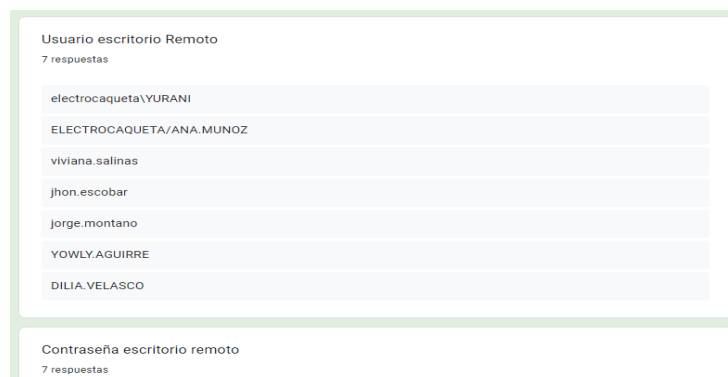 Usuario escritorio Remoto
7 respuestas
electrocaqueta\YURANI
ELECTROCAQUETA/ANA.MUNOZ
viviana.salinas
jhon.escobar
jorge.montano
YOWLY.AGUIRRE
DILIA.VELASCO
Contraseña escritorio remoto
7 respuestas